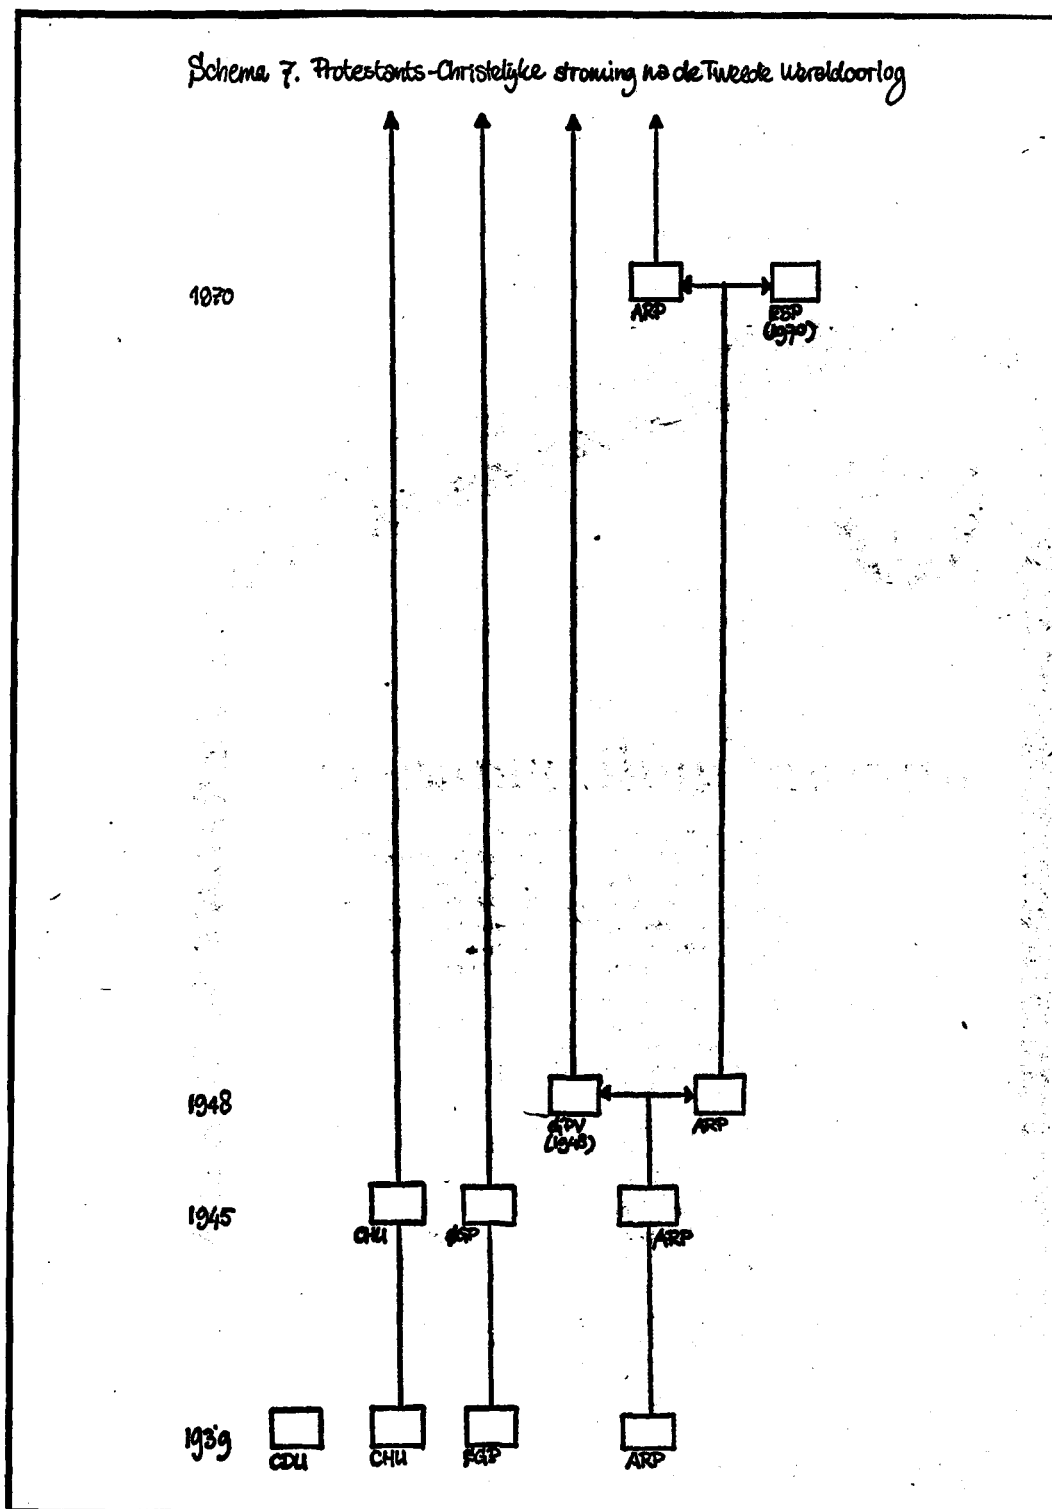 Schema 7. Protestants-Christelijke stroming na de Tweede Wereldoorlog
1970
ARP
RSP
(1970)
1948
GPV
(1948)
ARP
1945
CHU
SGP
ARP
1939
CDU
CHU
SGP
ARP